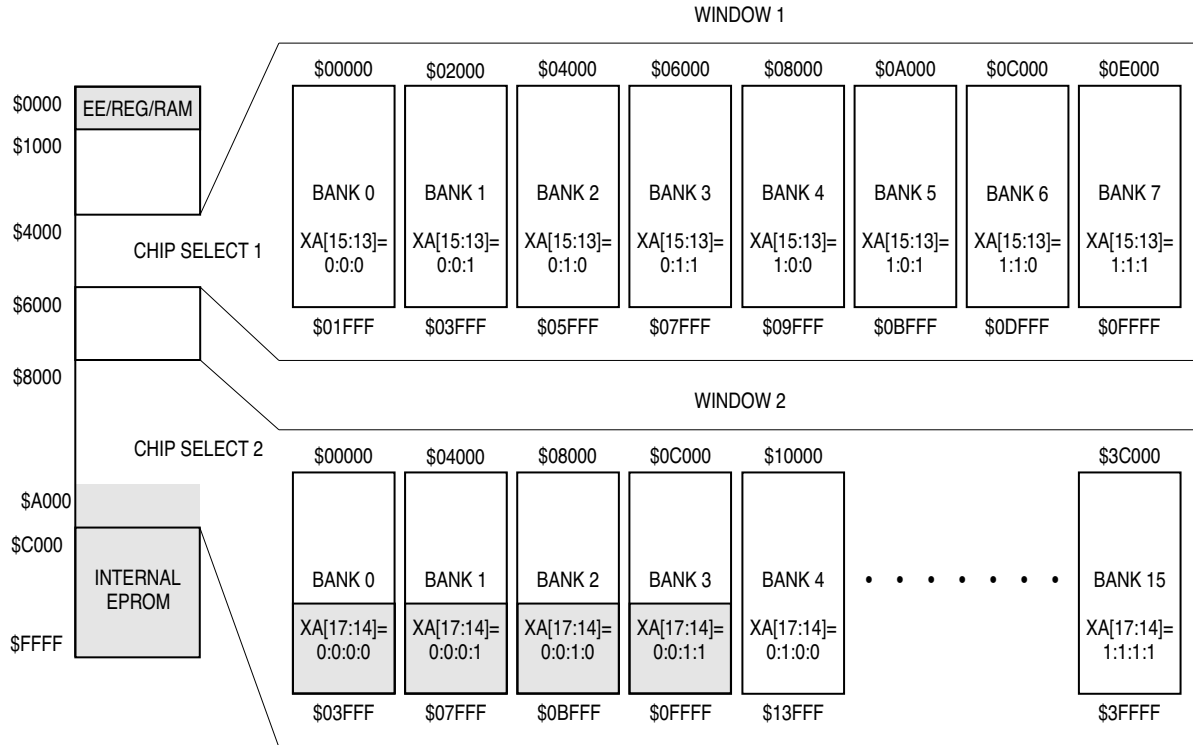 WINDOW 1
$00000 $02000 $04000 $06000 $08000 $0A000 $0C000 $0E000
$0000 EE/REG/RAM
$1000
BANK 0 BANK 1 BANK 2 BANK 3 BANK 4 BANK 5 BANK 6 BANK 7
$4000
CHIP SELECT 1
XA[15:13]= XA[15:13]= XA[15:13]= XA[15:13]= XA[15:13]= XA[15:13]= XA[15:13]= XA[15:13]=
0:0:0 0:0:1 0:1:0 0:1:1 1:0:0 1:0:1 1:1:0 1:1:1
$6000
$01FFF $03FFF $05FFF $07FFF $09FFF $0BFFF $0DFFF $0FFFF
$8000
WINDOW 2
CHIP SELECT 2
$00000 $04000 $08000 $0C000 $10000 $3C000
$A000
$C000
INTERNAL
EPROM
BANK 0 BANK 1 BANK 2 BANK 3 BANK 4 • • • • • • • BANK 15
$FFFF
XA[17:14]= XA[17:14]= XA[17:14]= XA[17:14]= XA[17:14]= XA[17:14]=
0:0:0:0 0:0:0:1 0:0:1:0 0:0:1:1 0:1:0:0 1:1:1:1
$03FFF $07FFF $0BFFF $0FFFF $13FFF $3FFFF